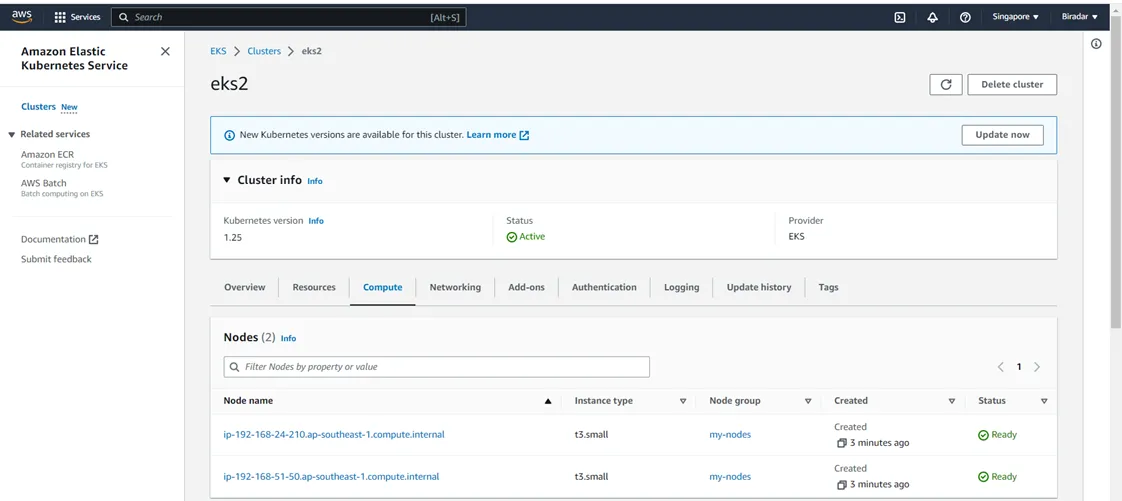 aws Services Search [Alt+S] Singapore ▼ Biradar ▼
Amazon Elastic
Kubernetes Service
Clusters New
Related services
Amazon ECR
Container registry for EKS
AWS Batch
Batch computing on EKS
Documentation
Submit feedback
EKS > Clusters > eks2
eks2
Delete cluster
New Kubernetes versions are available for this cluster. Learn more
Update now
Cluster info Info
Kubernetes version Info
1.25
Status
Active
Provider
EKS
Overview Resources Compute Networking Add-ons Authentication Logging Update history Tags
Nodes (2) Info
Filter Nodes by property or value
1
Node name Instance type Node group Created Status
ip-192-168-24-210.ap-southeast-1.compute.internal t3.small my-nodes Created
3 minutes ago Ready
ip-192-168-51-50.ap-southeast-1.compute.internal t3.small my-nodes Created
3 minutes ago Ready